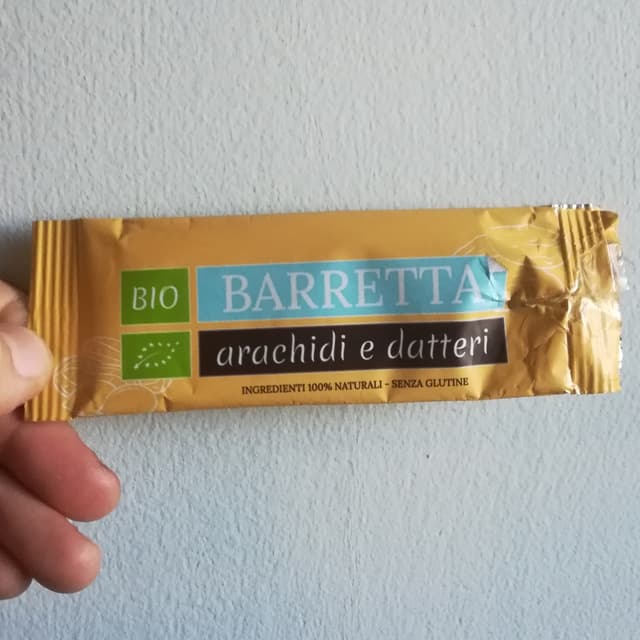 BIO
BARRETTA
arachidi e datteri
INGREDIENTI 100% NATURALI - SENZA GLUTINE